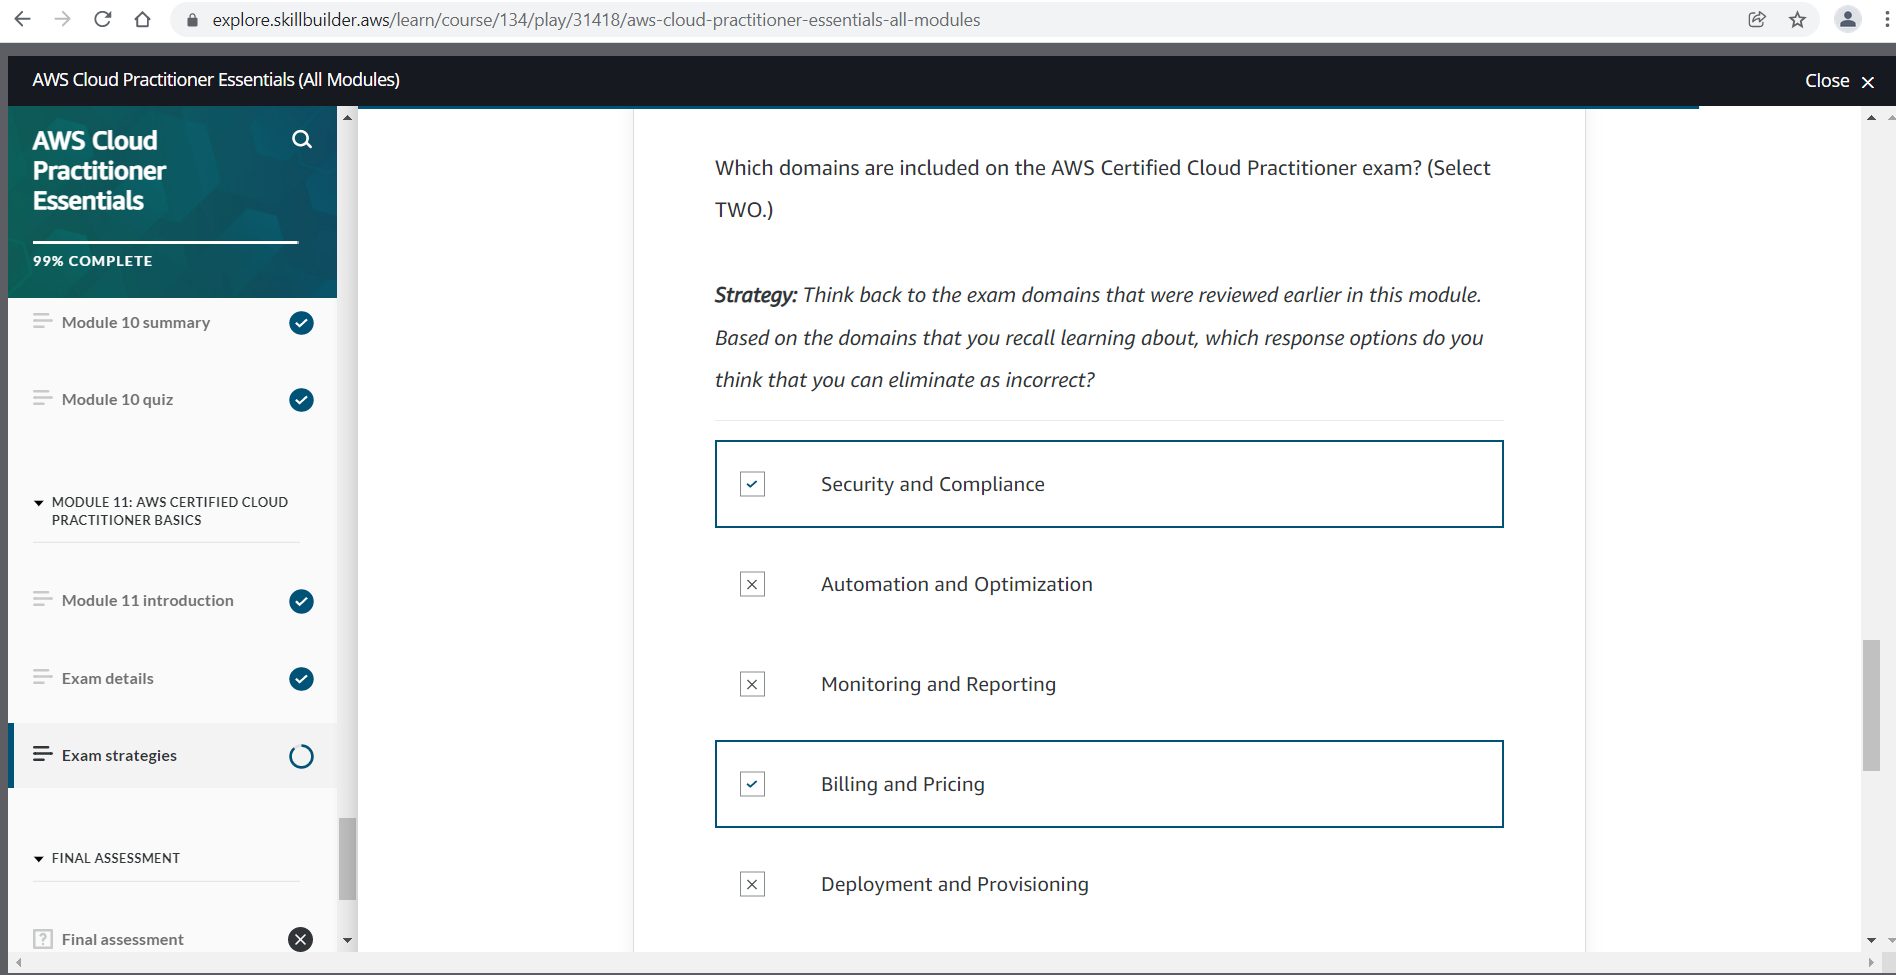 explore.skillbuilder.aws/learn/course/134/play/31418/aws-cloud-practitioner-essentials-all-modules
AWS Cloud Practitioner Essentials (All Modules)
Close
AWS Cloud
Practitioner
Essentials
99% COMPLETE
Module 10 summary
Module 10 quiz
MODULE 11: AWS CERTIFIED CLOUD
PRACTITIONER BASICS
Module 11 introduction
Exam details
Exam strategies
FINAL ASSESSMENT
Final assessment
Which domains are included on the AWS Certified Cloud Practitioner exam? (Select
TWO.)
Strategy: Think back to the exam domains that were reviewed earlier in this module.
Based on the domains that you recall learning about, which response options do you
think that you can eliminate as incorrect?
Security and Compliance
Automation and Optimization
Monitoring and Reporting
Billing and Pricing
Deployment and Provisioning